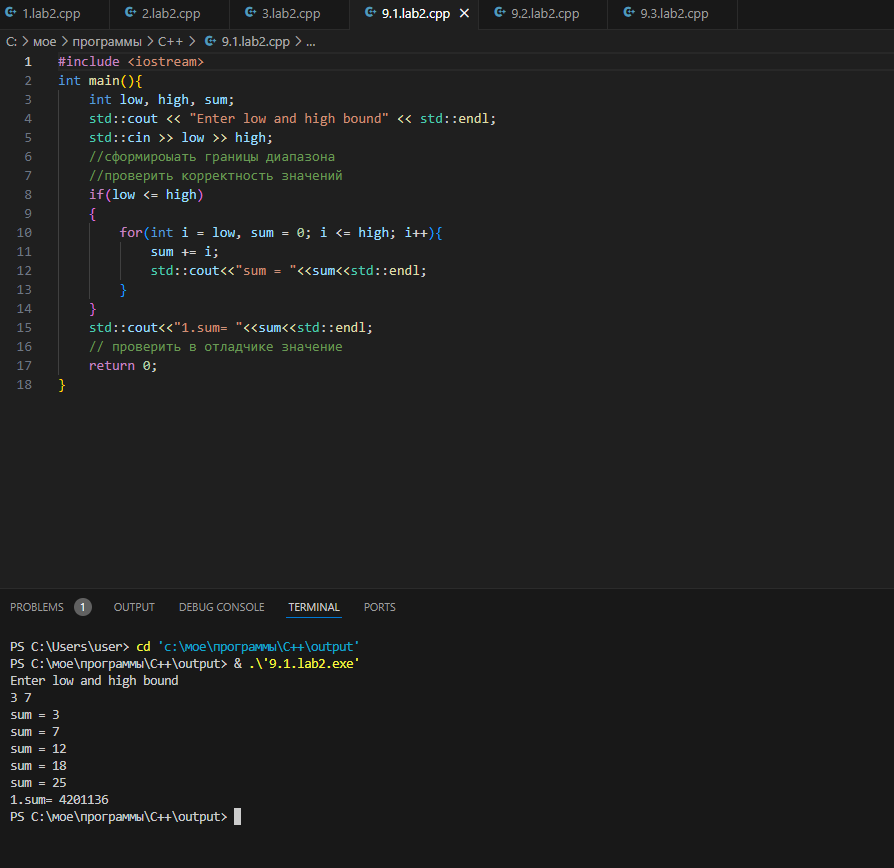 1.lab2.cpp 2.lab2.cpp 3.lab2.cpp 9.1.lab2.cpp 9.2.lab2.cpp 9.3.lab2.cpp
C: > мое > программы > C++ > 9.1.lab2.cpp > ...
1 #include <iostream>
2 int main(){
3 int low, high, sum;
4 std::cout << "Enter low and high bound" << std::endl;
5 std::cin >> low >> high;
6 //сформироыать границы диапазона
7 //проверить корректность значений
8 if(low <= high)
9 {
10 for(int i = low, sum = 0; i <= high; i++){
11 sum += i;
12 std::cout<<"sum = "<<sum<<std::endl;
13 }
14 }
15 std::cout<<"1.sum= "<<sum<<std::endl;
16 // проверить в отладчике значение
17 return 0;
18 }
PROBLEMS 1 OUTPUT DEBUG CONSOLE TERMINAL PORTS
PS C:\Users\user> cd 'c:\мое\программы\C++\output'
PS C:\мое\программы\C++\output> & .\'9.1.lab2.exe'
Enter low and high bound
3 7
sum = 3
sum = 7
sum = 12
sum = 18
sum = 25
1.sum= 4201136
PS C:\мое\программы\C++\output>